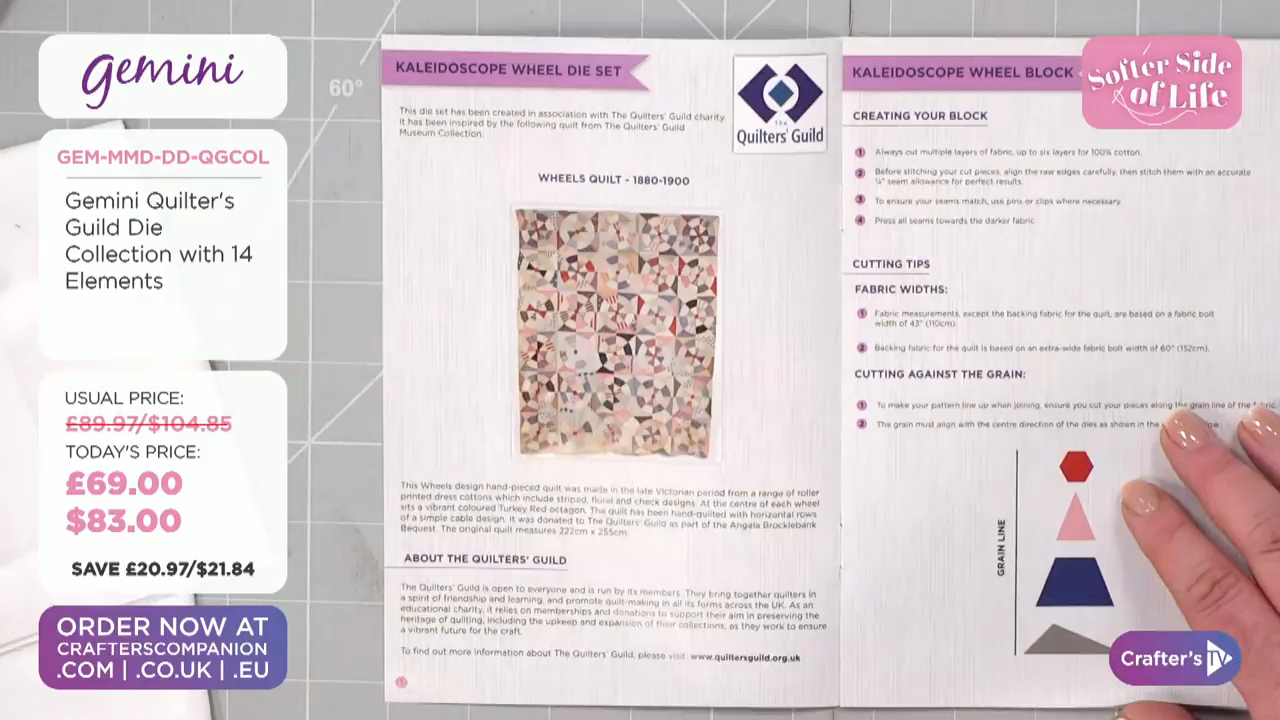 gemini
GEM-MMD-DD-QGCOL
Gemini Quilter's
Guild Die
Collection with 14
Elements
USUAL PRICE:
£89.97/$104.85
TODAY'S PRICE:
£69.00
$83.00
SAVE £20.97/$21.84
ORDER NOW AT
CRAFTERSCOMPANION
.COM | .CO.UK | .EU
60°
KALEIDOSCOPE WHEEL DIE SET
This die set has been created in association with The Quilters' Guild charity.
It has been inspired by the following quilt from The Quilters' Guild
Museum Collection.
The
Quilters' Guild
WHEELS QUILT - 1880-1900
This Wheels design hand-pieced quilt was made in the late Victorian period from a range of roller
printed dress cottons which include striped, floral and check designs. At the centre of each wheel
sits a vibrant coloured Turkey Red octagon. The quilt has been hand-quilted with horizontal rows
of a simple cable design. It was donated to The Quilters' Guild as part of the Angela Brocklebank
Bequest. The original quilt measures 222cm x 255cm.
ABOUT THE QUILTERS' GUILD
The Quilters' Guild is open to everyone and is run by its members. They bring together quilters in
a spirit of friendship and learning, and promote quilt-making in all its forms across the UK. As an
educational charity, it relies on memberships and donations to support their aim in preserving the
heritage of quilting, including the upkeep and expansion of their collections, as they work to ensure
a vibrant future for the craft.
To find out more information about The Quilters' Guild, please visit: www.quiltersguild.org.uk
1
KALEIDOSCOPE WHEEL BLOCK
CREATING YOUR BLOCK
1 Always cut multiple layers of fabric, up to six layers for 100% cotton.
2 Before stitching your cut pieces, align the raw edges carefully, then stitch them with an accurate
¼" seam allowance for perfect results.
3 To ensure your seams match, use pins or clips where necessary.
4 Press all seams towards the darker fabric
CUTTING TIPS
FABRIC WIDTHS:
1 Fabric measurements, except the backing fabric for the quilt, are based on a fabric bolt
width of 43" (110cm)
2 Backing fabric for the quilt is based on an extra-wide fabric bolt width of 60" (152cm).
CUTTING AGAINST THE GRAIN:
1 To make your pattern line up when joining, ensure you cut your pieces along the grain line of the fabric.
2 The grain must align with the centre direction of the dies as shown in the
GRAIN LINE
Softer Side
of Life
Crafter's TV